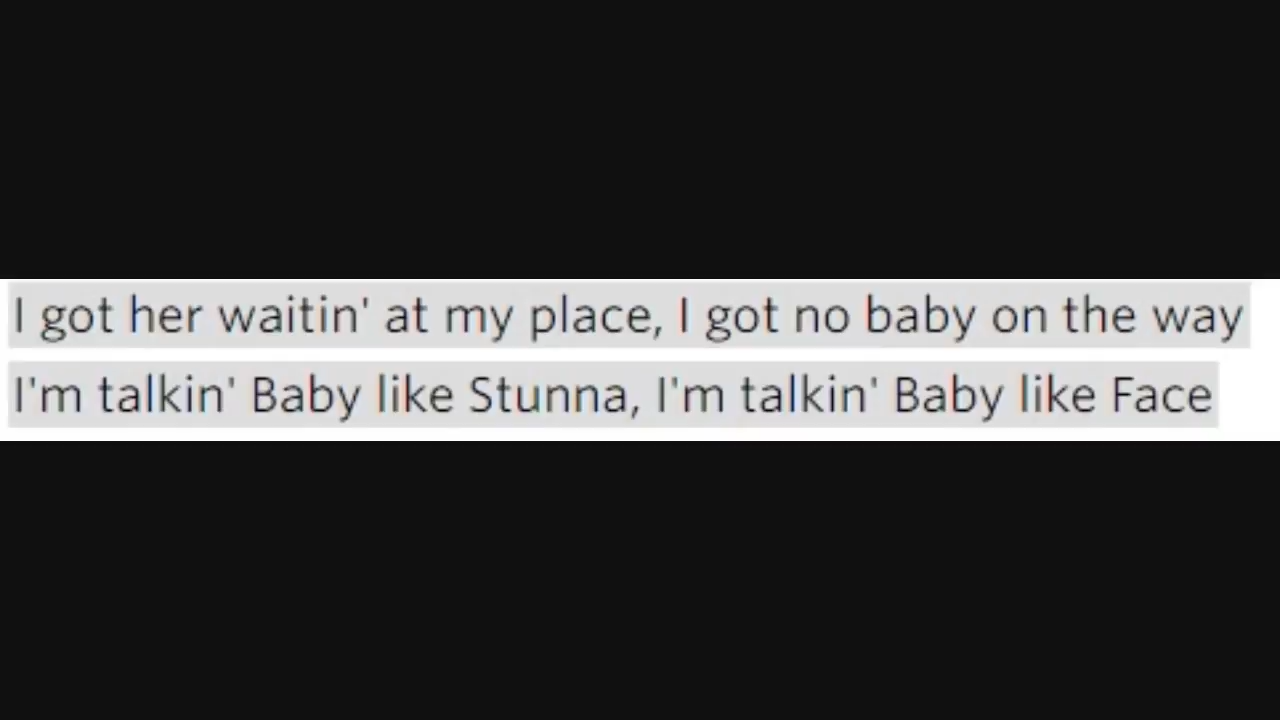 I got her waitin' at my place, I got no baby on the way
I'm talkin' Baby like Stunna, I'm talkin' Baby like Face